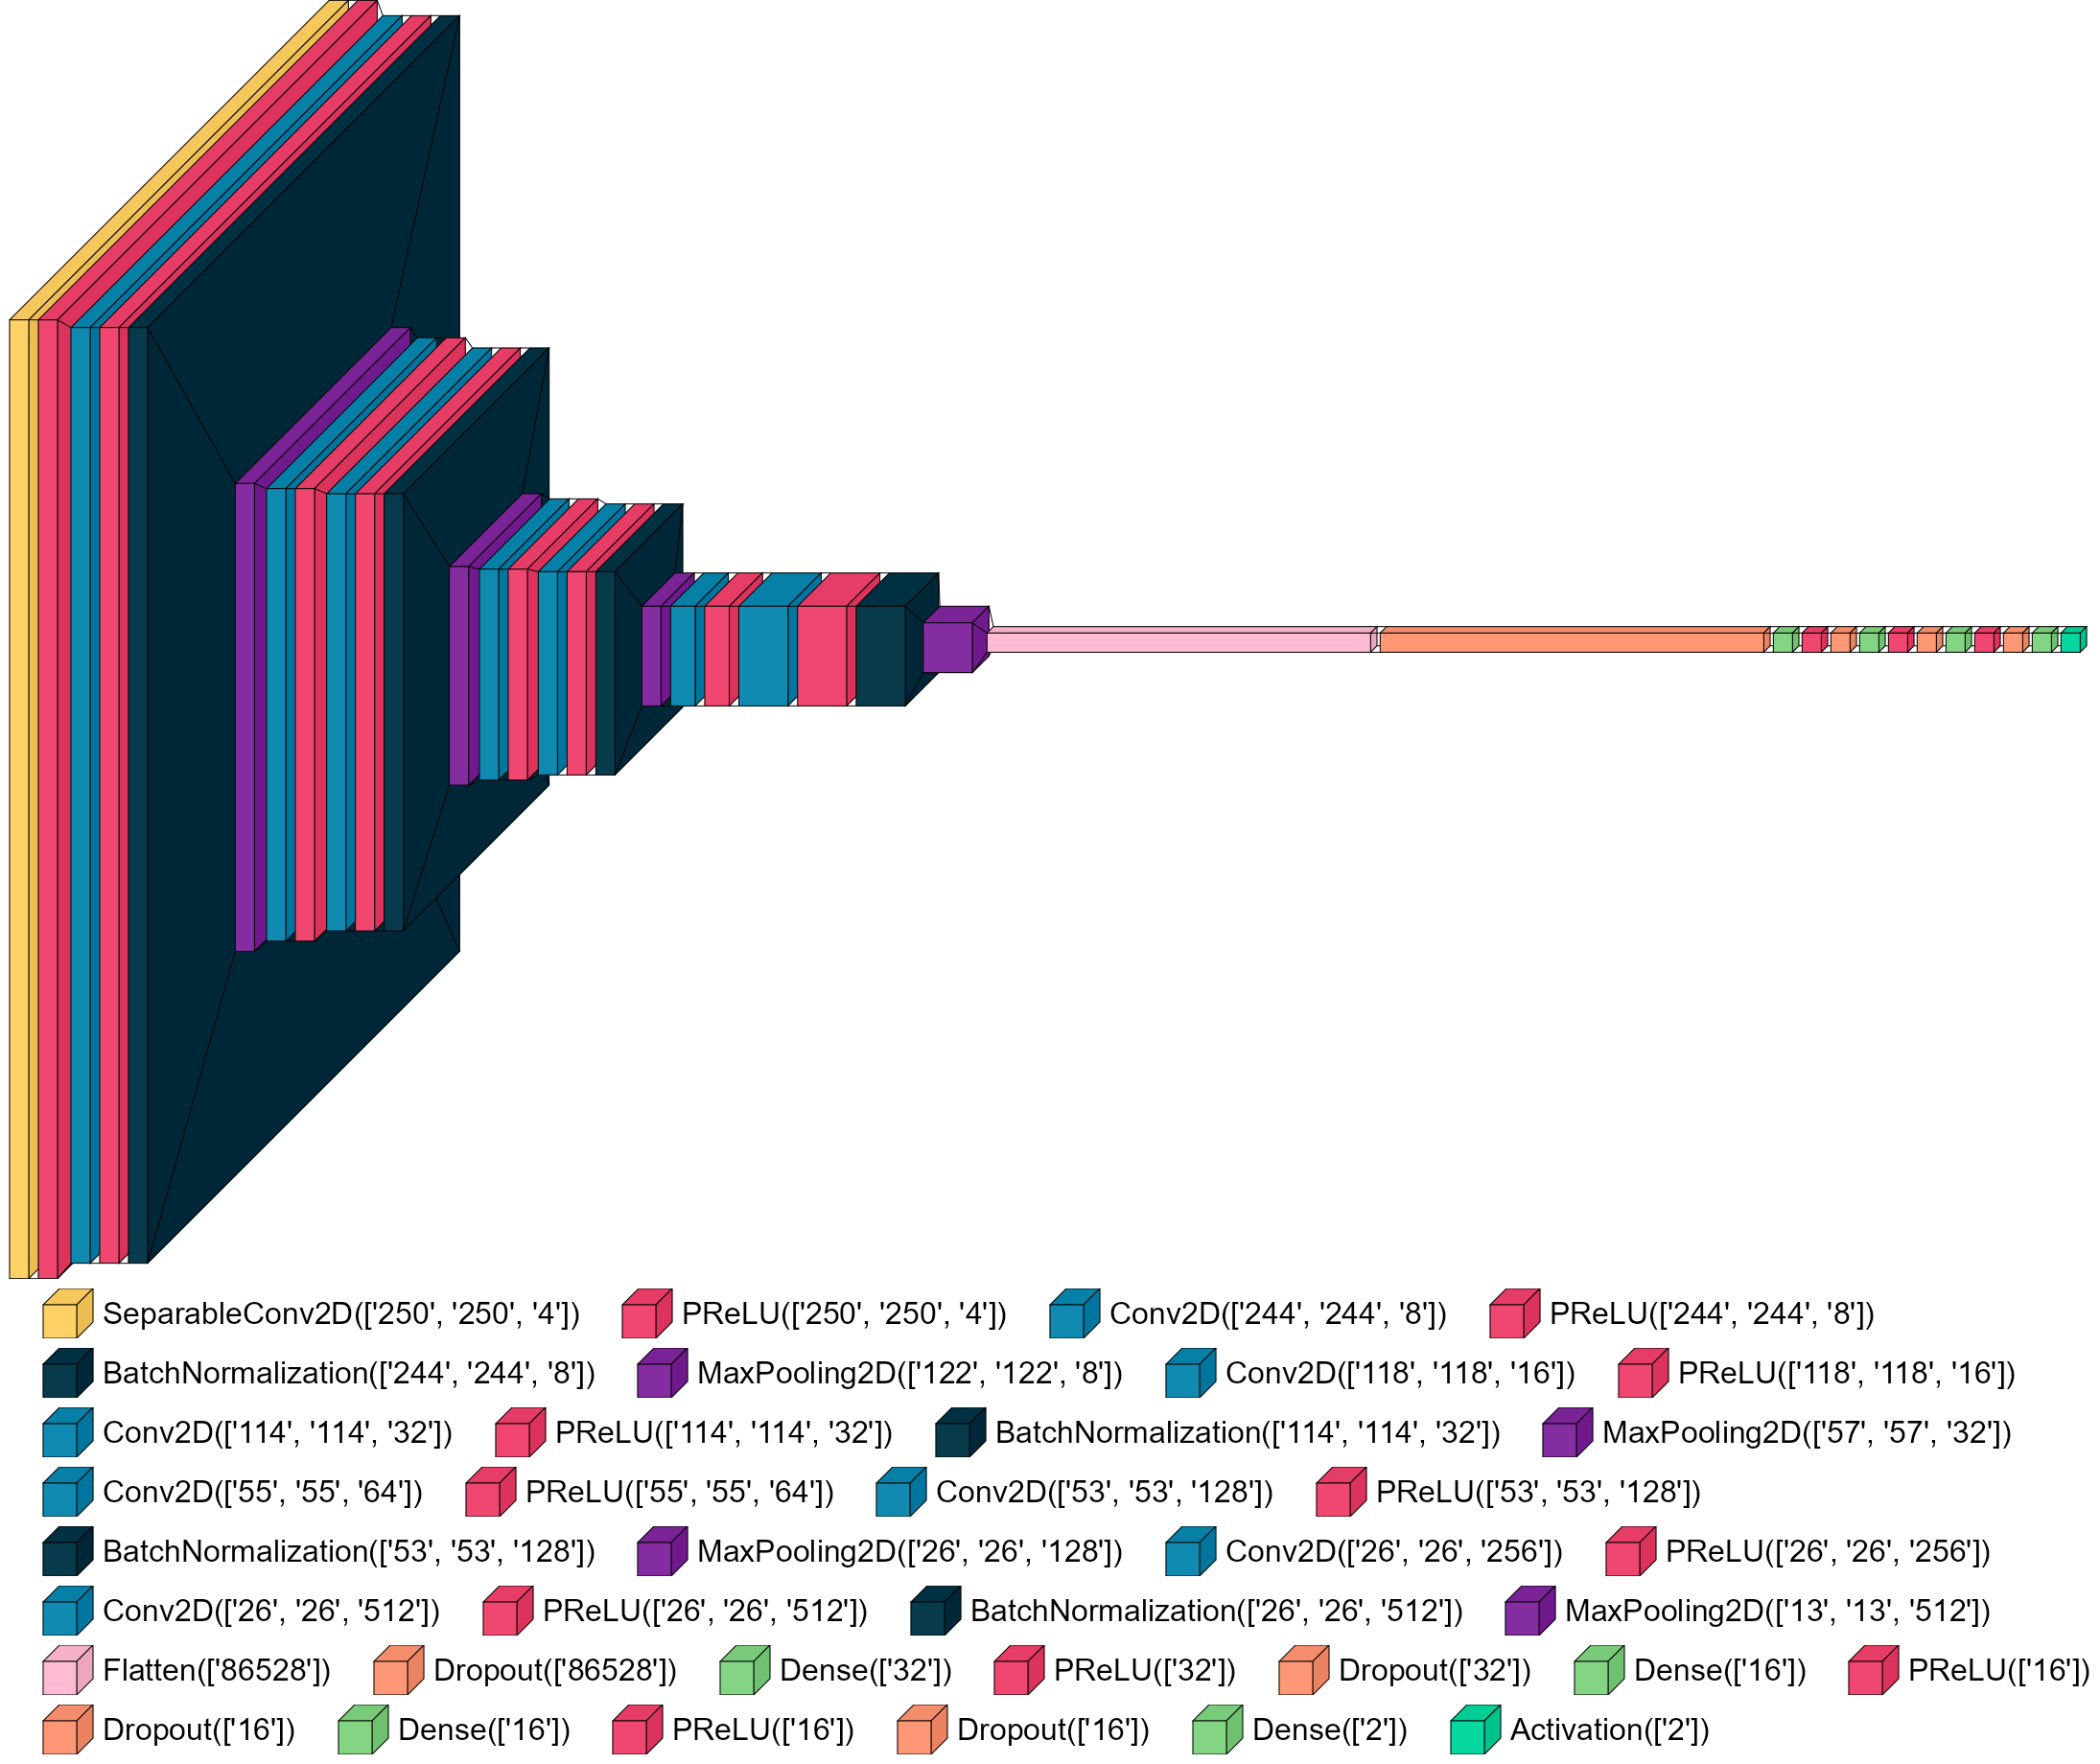 SeparableConv2D(['250', '250', '4']) PReLU(['250', '250', '4']) Conv2D(['244', '244', '8']) PReLU(['244', '244', '8'])
BatchNormalization(['244', '244', '8']) MaxPooling2D(['122', '122', '8']) Conv2D(['118', '118', '16']) PReLU(['118', '118', '16'])
Conv2D(['114', '114', '32']) PReLU(['114', '114', '32']) BatchNormalization(['114', '114', '32']) MaxPooling2D(['57', '57', '32'])
Conv2D(['55', '55', '64']) PReLU(['55', '55', '64']) Conv2D(['53', '53', '128']) PReLU(['53', '53', '128'])
BatchNormalization(['53', '53', '128']) MaxPooling2D(['26', '26', '128']) Conv2D(['26', '26', '256']) PReLU(['26', '26', '256'])
Conv2D(['26', '26', '512']) PReLU(['26', '26', '512']) BatchNormalization(['26', '26', '512']) MaxPooling2D(['13', '13', '512'])
Flatten(['86528']) Dropout(['86528']) Dense(['32']) PReLU(['32']) Dropout(['32']) Dense(['16']) PReLU(['16'])
Dropout(['16']) Dense(['16']) PReLU(['16']) Dropout(['16']) Dense(['2']) Activation(['2'])